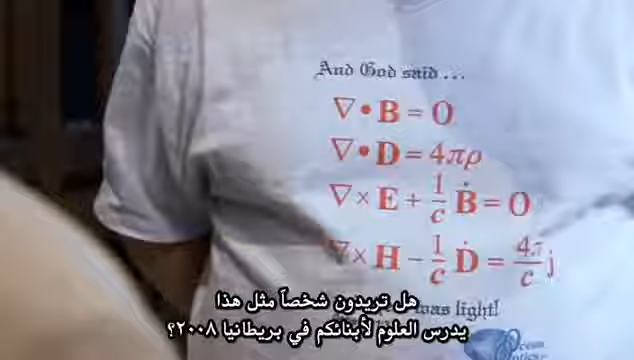 And God said...
∇•B=0
∇•D=4πρ
∇×E+1/c Ḃ=0
∇×H-1/c Ḋ=4π/c j
was light!
هل تريدون شخصاً مثل هذا
يدرس العلوم لأبنائكم في بريطانيا ٢٠٠٨؟